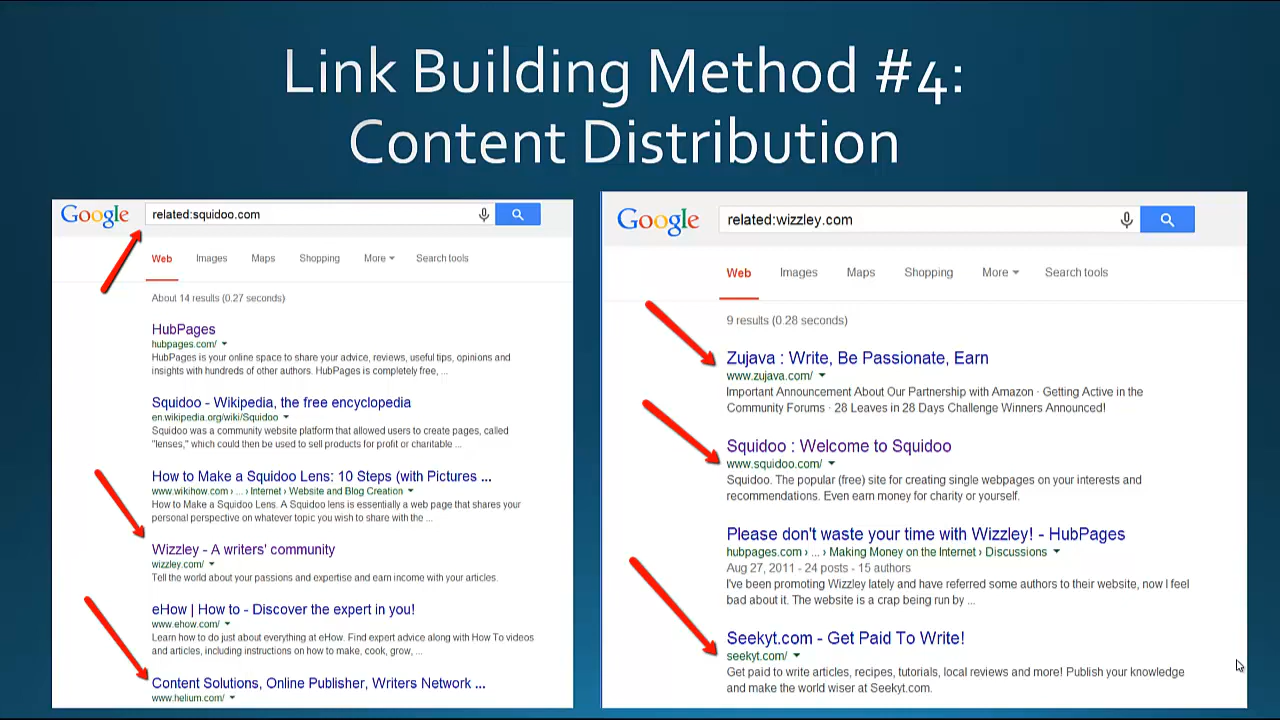 Link Building Method #4:
Content Distribution
Google
related:squidoo.com
Web Images Maps Shopping More Search tools
About 14 results (0.27 seconds)
HubPages
hubpages.com/
HubPages is your online space to share your advice, reviews, useful tips, opinions and
insights with hundreds of other authors. HubPages is completely free, ...
Squidoo - Wikipedia, the free encyclopedia
en.wikipedia.org/wiki/Squidoo
Squidoo was a community website platform that allowed users to create pages, called
"lenses," which could then be used to sell products for profit or charitable ...
How to Make a Squidoo Lens: 10 Steps (with Pictures ...
www.wikihow.com › ... › Internet › Website and Blog Creation
How to Make a Squidoo Lens. A Squidoo lens is essentially a web page that shares your
personal perspective on whatever topic you wish to share with the ...
Wizzley - A writers' community
wizzley.com/
Tell the world about your passions and expertise and earn income with your articles.
eHow | How to - Discover the expert in you!
www.ehow.com/
Learn how to do just about everything at eHow. Find expert advice along with How To videos
and articles, including instructions on how to make, cook, grow, ...
Content Solutions, Online Publisher, Writers Network ...
www.helium.com/
Google
related:wizzley.com
Web Images Maps Shopping More Search tools
9 results (0.28 seconds)
Zujava : Write, Be Passionate, Earn
www.zujava.com/
Important Announcement About Our Partnership with Amazon · Getting Active in the
Community Forums · 28 Leaves in 28 Days Challenge Winners Announced!
Squidoo : Welcome to Squidoo
www.squidoo.com/
Squidoo. The popular (free) site for creating single webpages on your interests and
recommendations. Even earn money for charity or yourself.
Please don't waste your time with Wizzley! - HubPages
hubpages.com › ... › Making Money on the Internet › Discussions
Aug 27, 2011 - 24 posts - 15 authors
I've been promoting Wizzley lately and have referred some authors to their website, now I feel
bad about it. The website is a crap being run by ...
Seekyt.com - Get Paid To Write!
seekyt.com/
Get paid to write articles, recipes, tutorials, local reviews and more! Publish your knowledge
and make the world wiser at Seekyt.com.